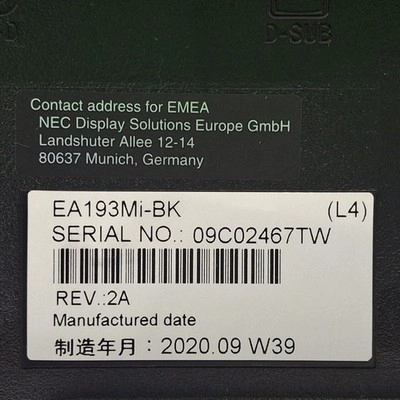 D
D-SUB
Contact address for EMEA
NEC Display Solutions Europe GmbH
Landshuter Allee 12-14
80637 Munich, Germany
EA193Mi-BK (L4)
SERIAL NO.: 09C02467TW
REV.:2A
Manufactured date
制造年月：2020.09 W39